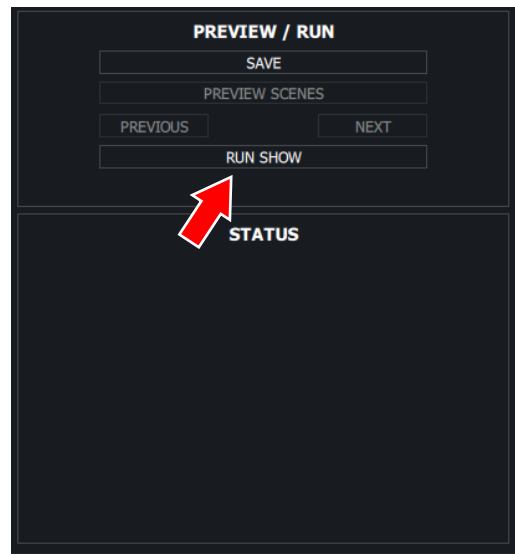 PREVIEW / RUN
SAVE
PREVIEW SCENES
PREVIOUS NEXT
RUN SHOW
STATUS